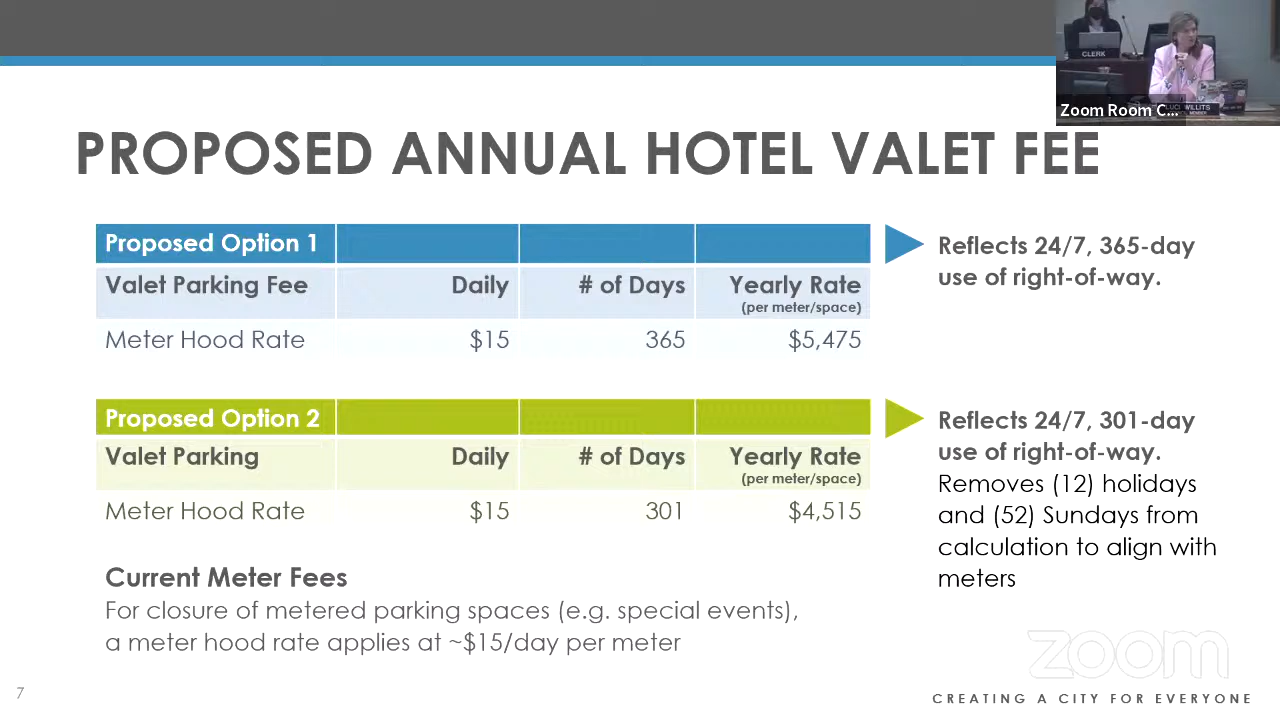 CLERK
LUCI WILLITS
Zoom Room C...
PROPOSED ANNUAL HOTEL VALET FEE
Proposed Option 1
Valet Parking Fee Daily # of Days Yearly Rate
(per meter/space)
Meter Hood Rate $15 365 $5,475
Reflects 24/7, 365-day
use of right-of-way.
Proposed Option 2
Valet Parking Daily # of Days Yearly Rate
(per meter/space)
Meter Hood Rate $15 301 $4,515
Reflects 24/7, 301-day
use of right-of-way.
Removes (12) holidays
and (52) Sundays from
calculation to align with
meters
Current Meter Fees
For closure of metered parking spaces (e.g. special events),
a meter hood rate applies at ~$15/day per meter
zoom
7
CREATING A CITY FOR EVERYONE